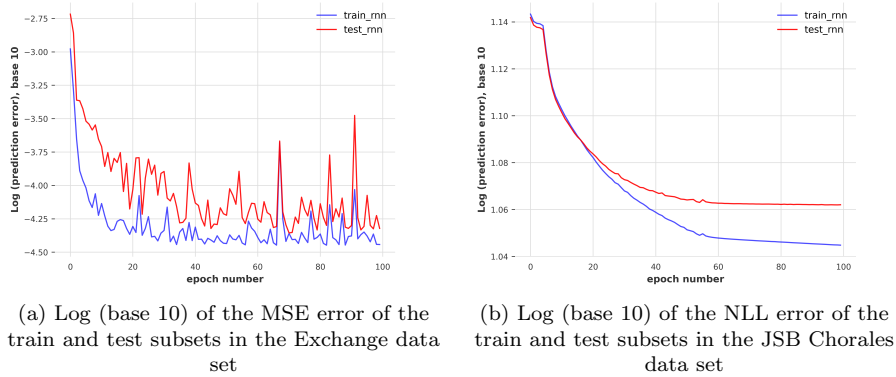 −2.75
−3.00
−3.25
−3.50
−3.75
−4.00
−4.25
−4.50
Log (prediction error), base 10
0 20 40 60 80 100
epoch number
train_rnn
test_rnn
1.14
1.12
1.10
1.08
1.06
1.04
Log (prediction error), base 10
0 20 40 60 80 100
epoch number
train_rnn
test_rnn
(a) Log (base 10) of the MSE error of the
train and test subsets in the Exchange data
set
(b) Log (base 10) of the NLL error of the
train and test subsets in the JSB Chorales
data set